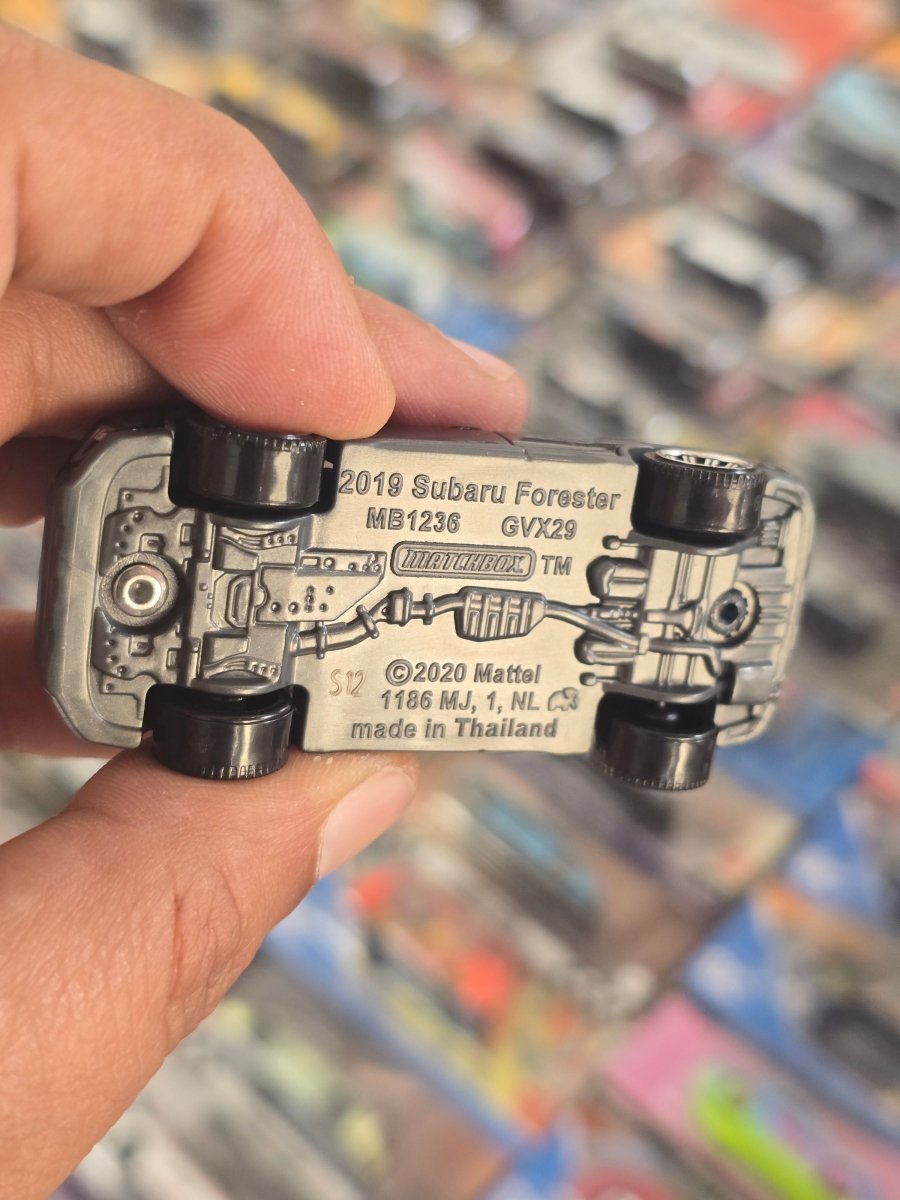 2019 Subaru Forester
MB1236 GVX29
MATCHBOX TM
S12
©2020 Mattel
1186 MJ, 1, NL
made in Thailand